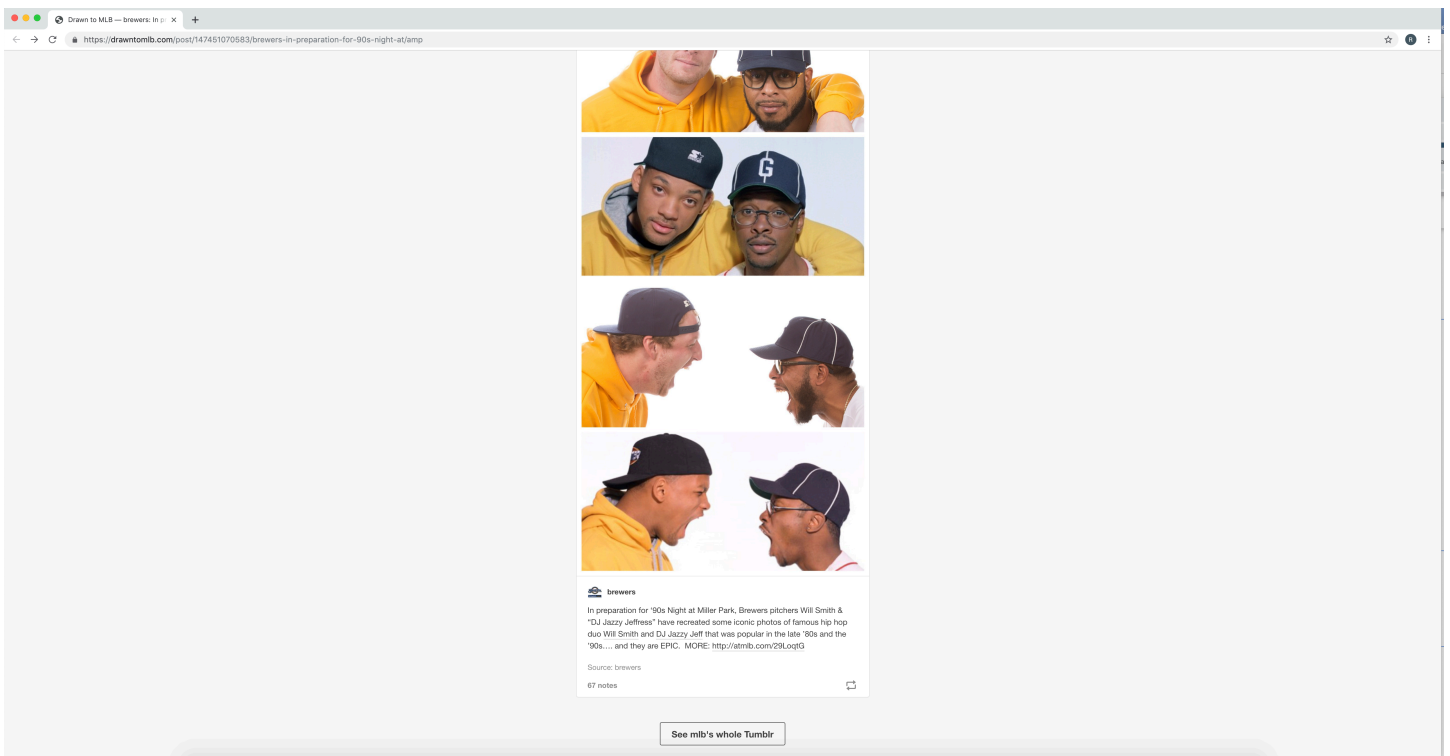 Drawn to MLB — brewers: In p
https://drawntomlb.com/post/147451070583/brewers-in-preparation-for-90s-night-at/amp
R
G
brewers
In preparation for ‘90s Night at Miller Park, Brewers pitchers Will Smith &
“DJ Jazzy Jeffress” have recreated some iconic photos of famous hip hop
duo Will Smith and DJ Jazzy Jeff that was popular in the late ’80s and the
’90s…. and they are EPIC.  MORE: http://atmlb.com/29LoqtG
Source: brewers
67 notes
See mlb's whole Tumblr